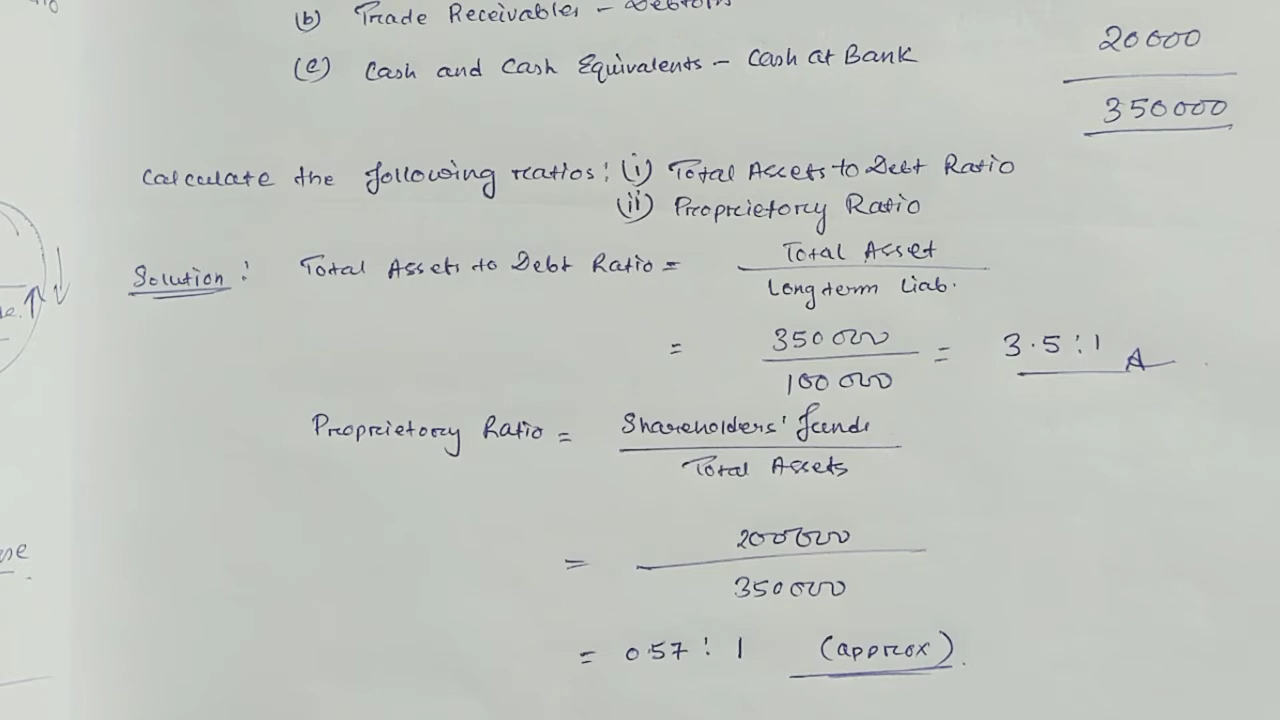 (b) Trade Receivables - Debtors
20000
(c) Cash and Cash Equivalents - Cash at Bank
350000
Calculate the following ratios: (i) Total Assets to Debt Ratio
(ii) Proprietory Ratio
Solution: Total Assets to Debt Ratio = Total Asset
Long term Liab.
= 350000
100000
= 3.5:1 A
Proprietory Ratio = Shareholders' funds
Total Assets
= 200000
350000
= 0.57 : 1 (approx).